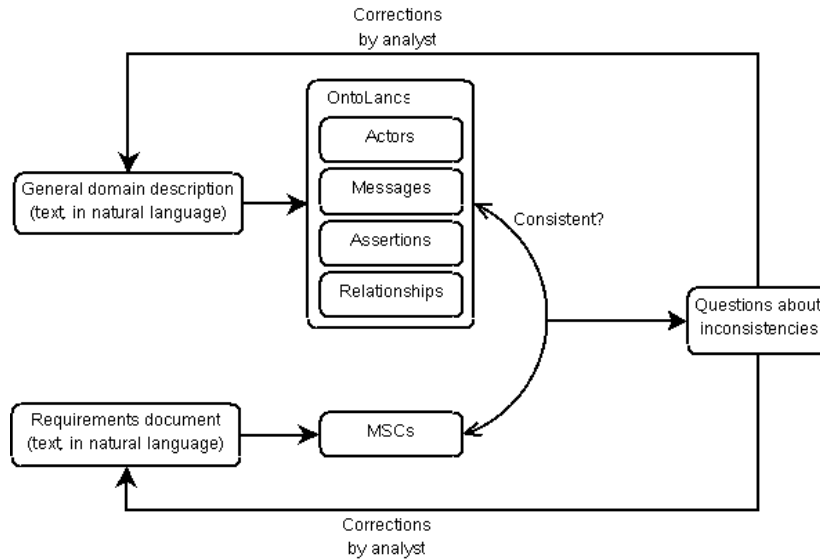 Corrections
by analyst
OntoLancs
Actors
General domain description
(text, in natural language)
Messages
Consistent?
Assertions
Relationships
Questions about
inconsistencies
Requirements document
(text, in natural language)
MSCs
Corrections
by analyst